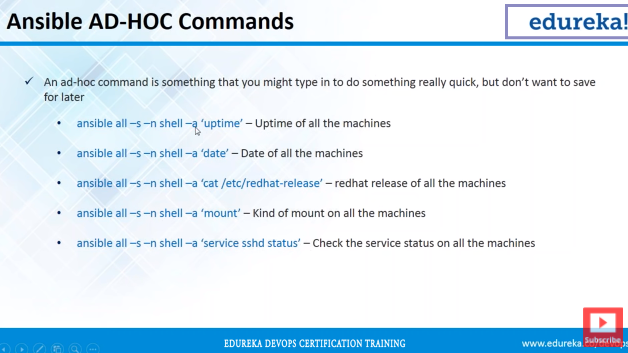 Ansible AD-HOC Commands
edureka!
✓ An ad-hoc command is something that you might type in to do something really quick, but don't want to save
for later
• ansible all –s –n shell –a 'uptime' – Uptime of all the machines
• ansible all –s –n shell –a 'date' – Date of all the machines
• ansible all –s –n shell –a 'cat /etc/redhat-release' – redhat release of all the machines
• ansible all –s –n shell –a 'mount' – Kind of mount on all the machines
• ansible all –s –n shell –a 'service sshd status' – Check the service status on all the machines
Subscribe
EDUREKA DEVOPS CERTIFICATION TRAINING
www.edureka